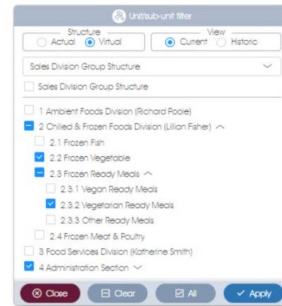 Unit/sub-unit filter
Structure View
Actual Virtual Current Historic
Sales Division Group Structure
Sales Division Group Structure
1 Ambient Foods Division (Richard Poole)
2 Chilled & Frozen Foods Division (Lillian Fisher)
2.1 Frozen Fish
2.2 Frozen Vegetable
2.3 Frozen Ready Meals
2.3.1 Vegan Ready Meals
2.3.2 Vegetarian Ready Meals
2.3.3 Other Ready Meals
2.4 Frozen Meat & Poultry
3 Food Services Division (Katherine Smith)
4 Administration Section
Close Clear All Apply